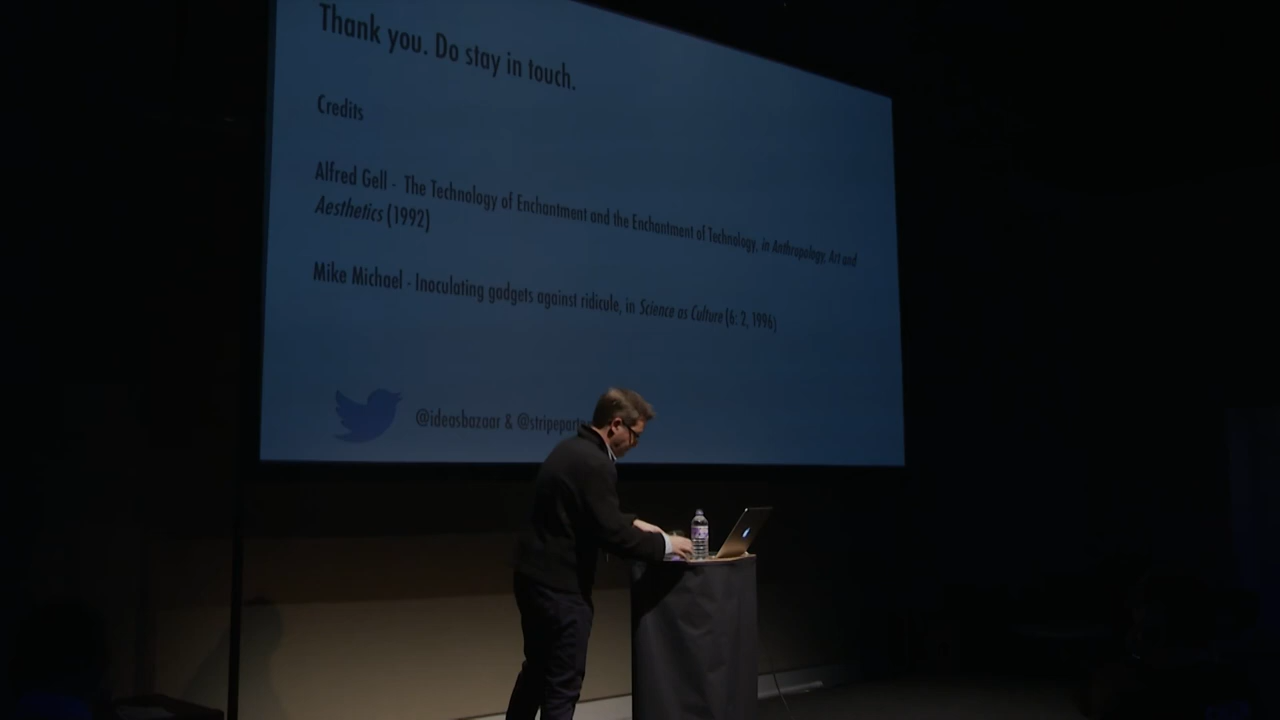 Thank you. Do stay in touch.
Credits
Alfred Gell - The Technology of Enchantment and the Enchantment of Technology, in Anthropology, Art and
Aesthetics (1992)
Mike Michael - Inoculating gadgets against ridicule, in Science as Culture (6: 2, 1996)
@ideasbazaar &